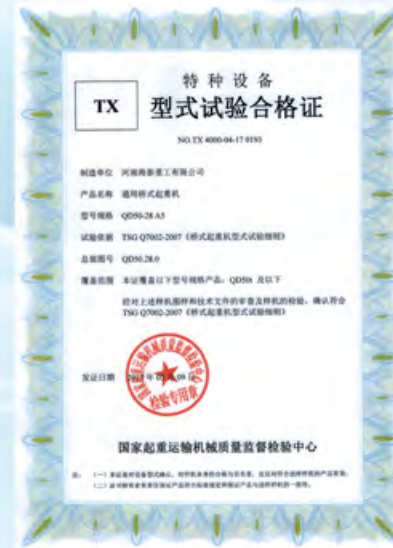 特种设备
TX
型式试验合格证
NO.TX 4000-04-17 0193
制造单位 河南 重工有限公司
产品名称 通用桥式起重机
型号规格 QD50-28 A5
试验依据 TSG Q7002-2007《桥式起重机型式试验细则》
总装图号 QD50.28.0
覆盖范围 本证覆盖以下型号规格产品：QD50t 及以下
经对上述样机图样和技术文件的审查及样机的检验，确认符合
TSG Q7002-2007《桥式起重机型式试验细则》
发证日期
检验专用章
国家起重运输机械质量监督检验中心